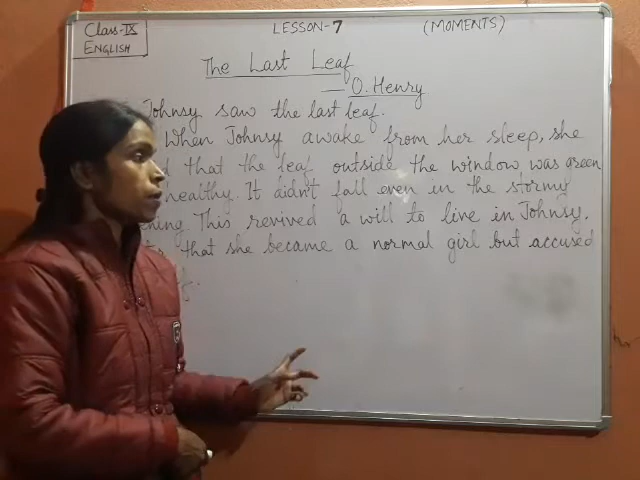 Class-IX
ENGLISH
LESSON-7
(MOMENTS)
The Last Leaf
— O. Henry
Johnsy saw the last leaf.
When Johnsy awake from her sleep, she
that the leaf outside the window was green
healthy. It didn't fall even in the stormy
This revived a will to live in Johnsy.
that she became a normal girl but accused